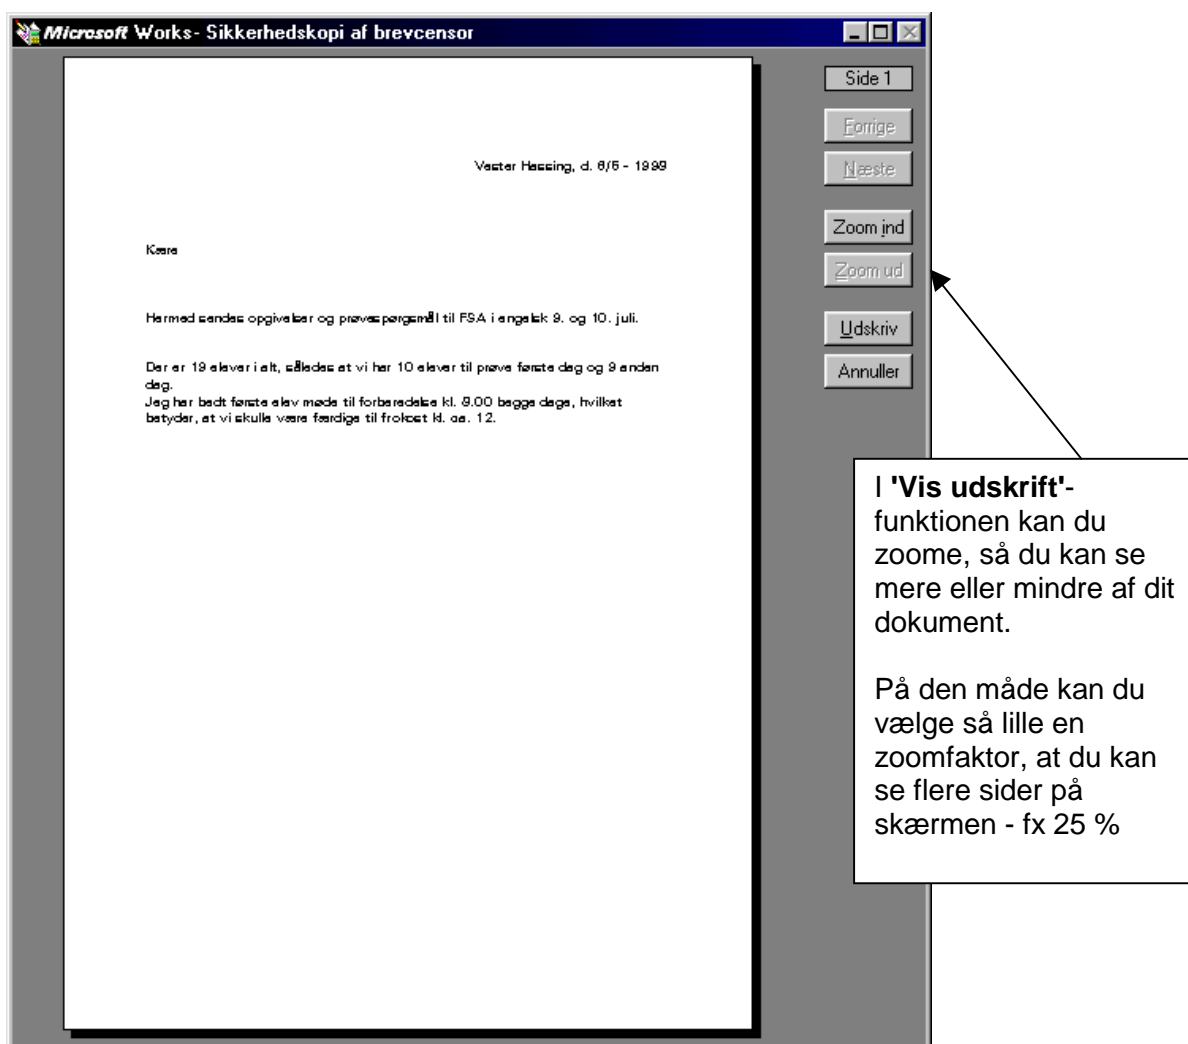 Microsoft Works- Sikkerhedskopi af brevcensor
Side 1
Forrige
Næste
Zoom ind
Zoom ud
Udskriv
Annuller
Vester Hassing, d. 6/5 - 1999
Kære
Hermed sendes opgivelser og prøvespørgsmål til FSA i engelsk 9. og 10. juli.
Der er 19 elever i alt, således at vi har 10 elever til prøve første dag og 9 anden
dag.
Jeg har bedt første elev møde til forberedelse kl. 8.00 begge dage, hvilket
betyder, at vi skulle være færdige til frokost kl. ca. 12.
I 'Vis udskrift'-
funktionen kan du
zoome, så du kan se
mere eller mindre af dit
dokument.
På den måde kan du
vælge så lille en
zoomfaktor, at du kan
se flere sider på
skærmen - fx 25 %